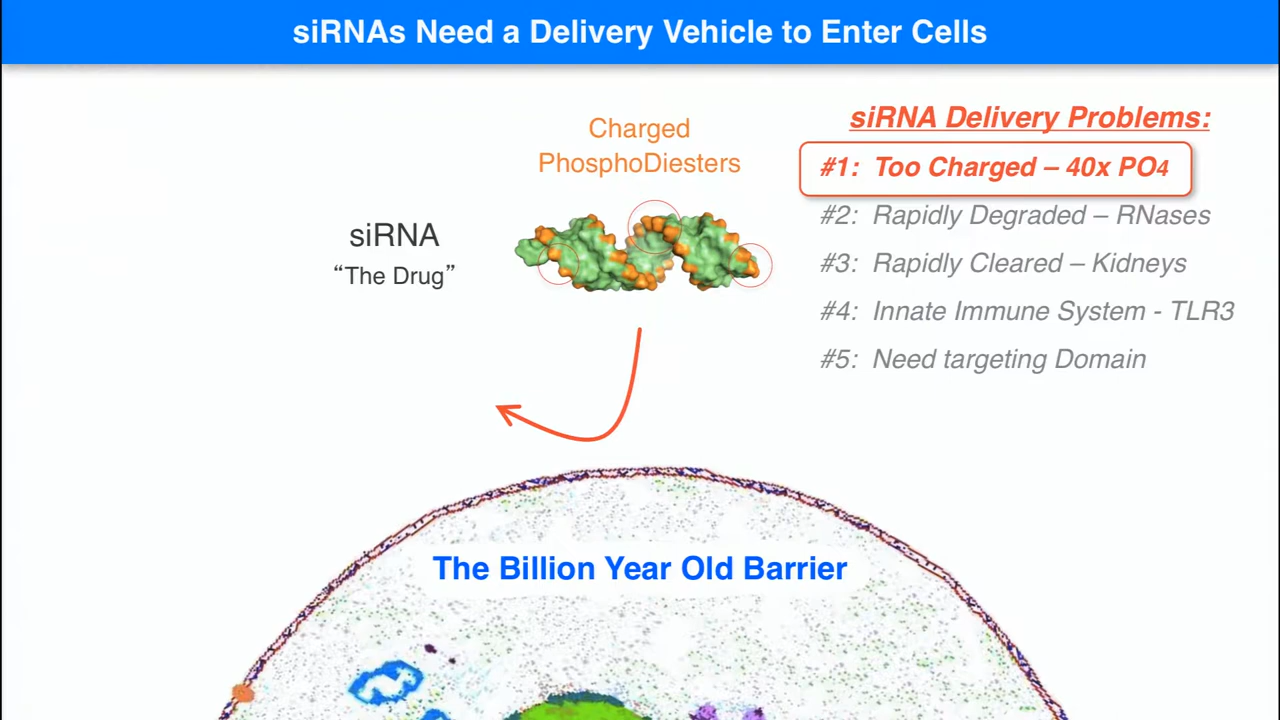 siRNAs Need a Delivery Vehicle to Enter Cells
Charged
PhosphoDiesters
siRNA
“The Drug”
siRNA Delivery Problems:
#1: Too Charged – 40x PO4
#2: Rapidly Degraded – RNases
#3: Rapidly Cleared – Kidneys
#4: Innate Immune System - TLR3
#5: Need targeting Domain
The Billion Year Old Barrier